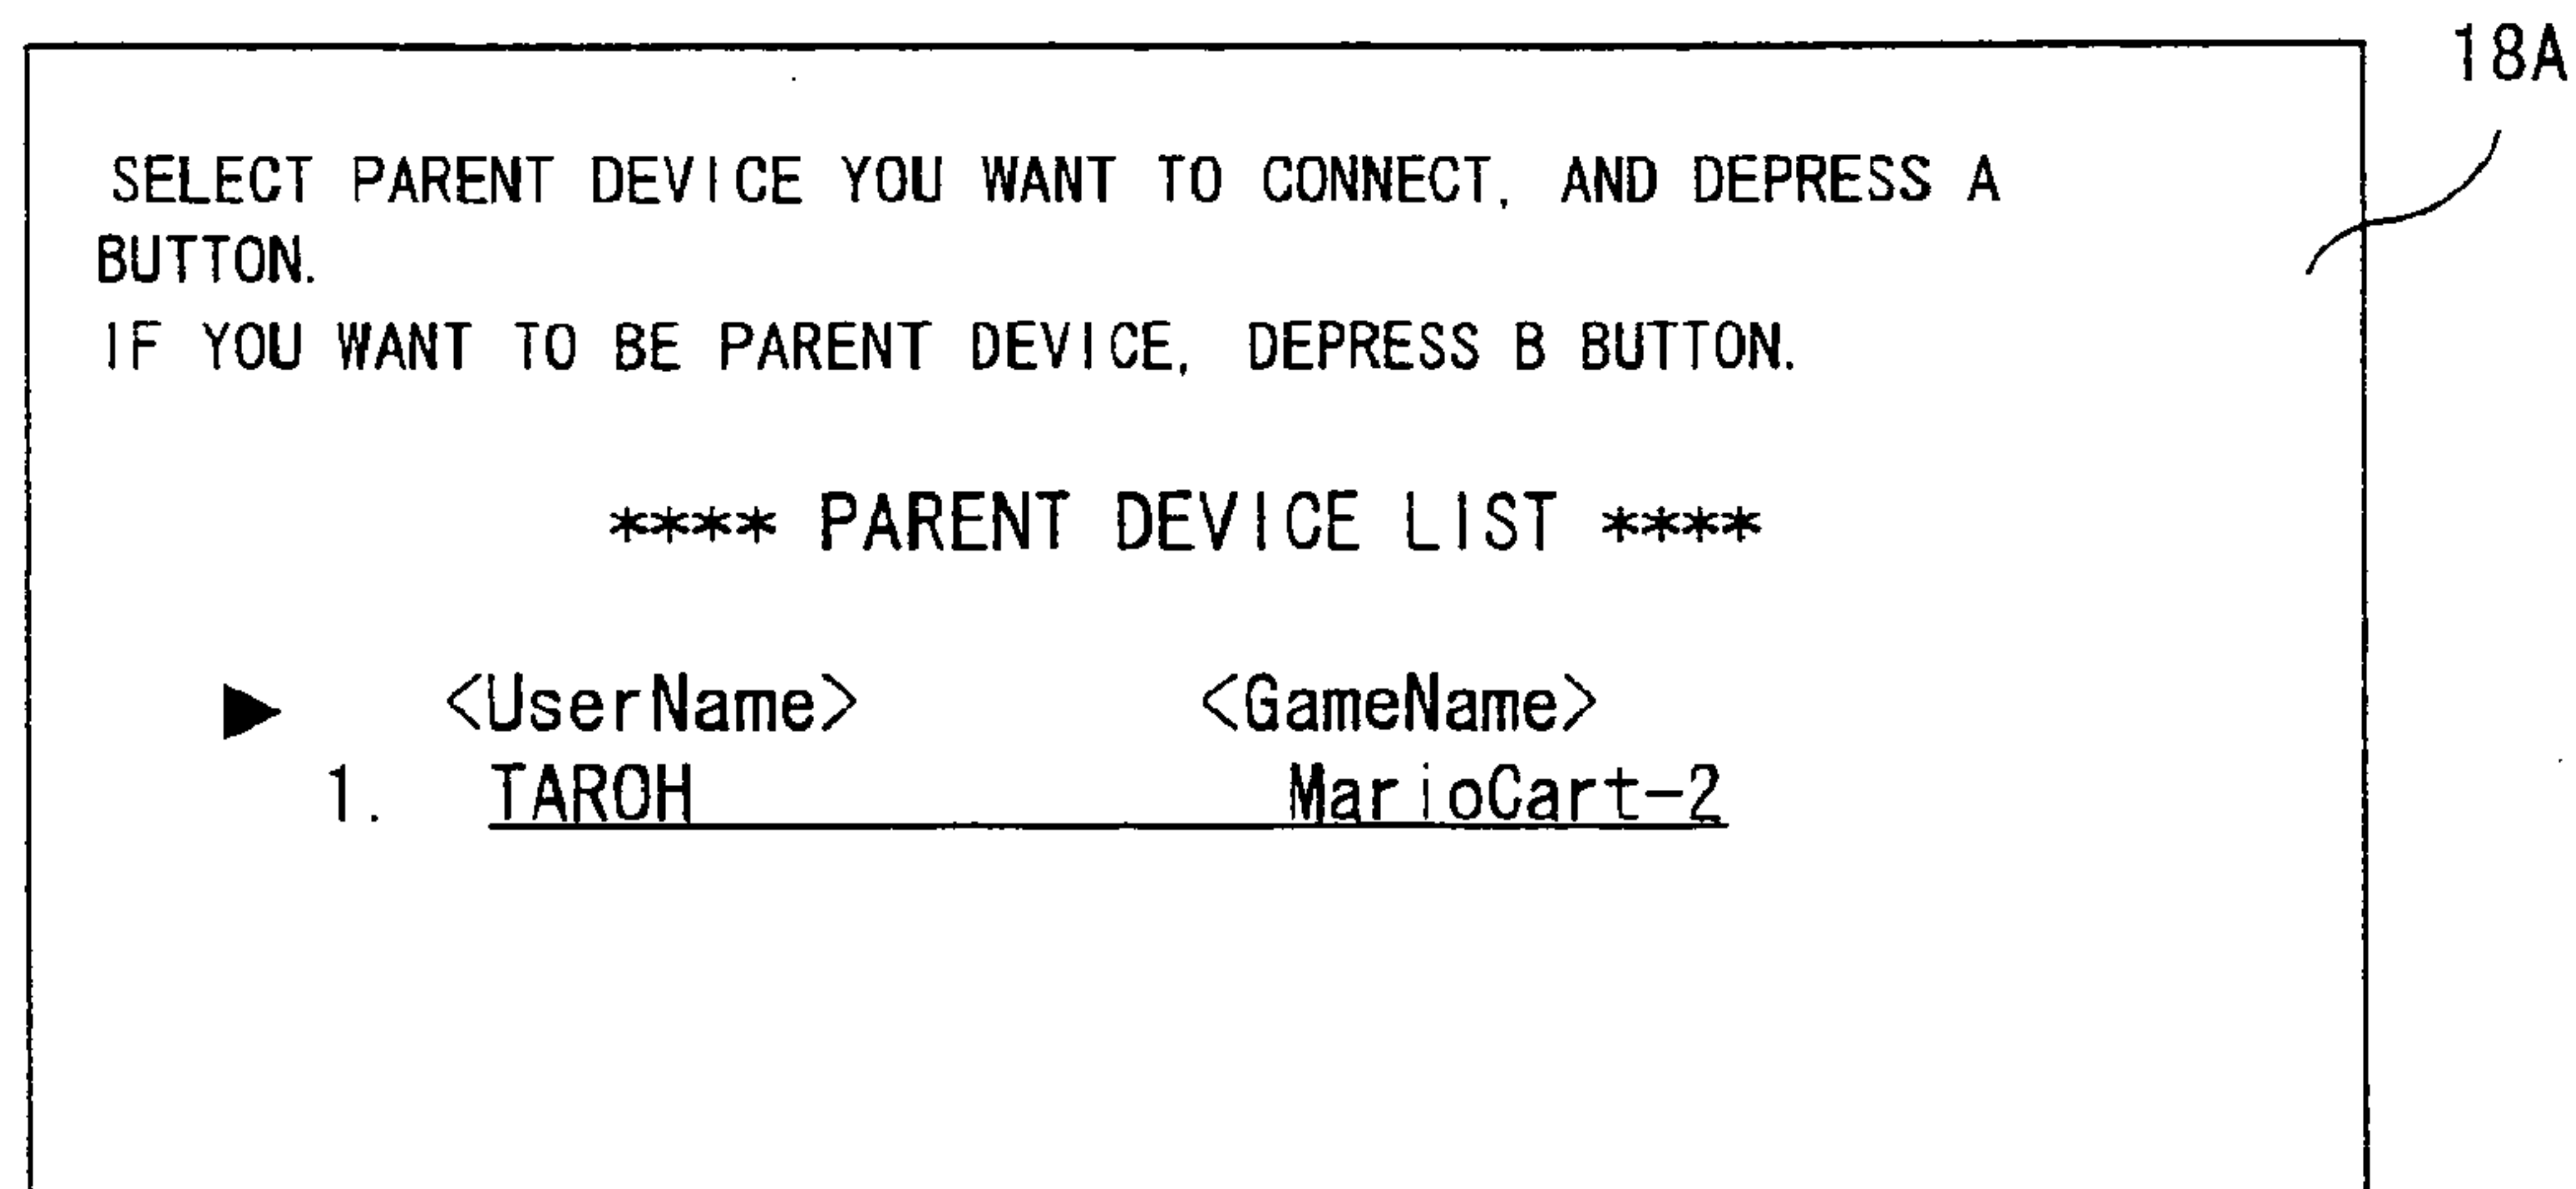 18A
SELECT PARENT DEVICE YOU WANT TO CONNECT, AND DEPRESS A
BUTTON.
IF YOU WANT TO BE PARENT DEVICE, DEPRESS B BUTTON.
**** PARENT DEVICE LIST ****
▶ <UserName> <GameName>
1. TAROH MarioCart-2